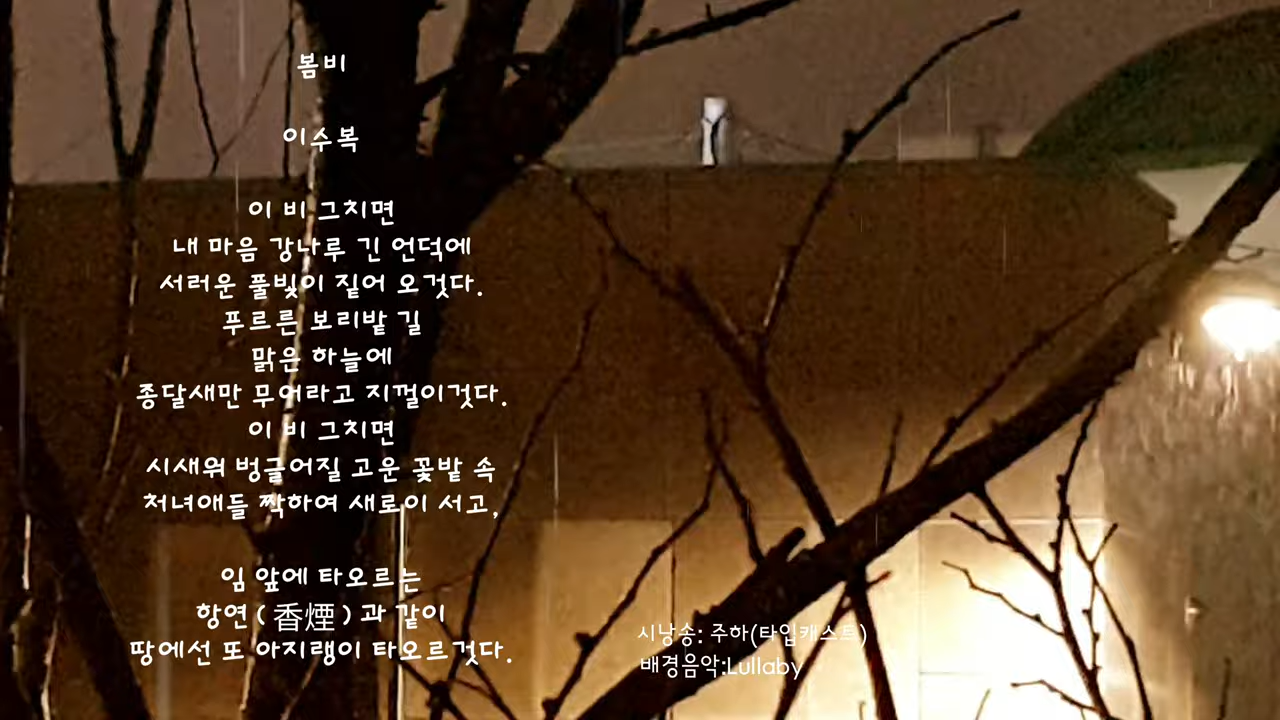 봄비
이수복
이 비 그치면
내 마음 강나루 긴 언덕에
서러운 풀빛이 짙어 오것다.
푸르른 보리밭 길
맑은 하늘에
종달새만 무어라고 지껄이것다.
이 비 그치면
시새워 벙글어질 고운 꽃밭 속
처녀애들 짝하여 새로이 서고,
임 앞에 타오르는
향연(香煙)과 같이
땅에선 또 아지랭이 타오르것다.
시낭송: 주하(타입캐스트)
배경음악:Lullaby